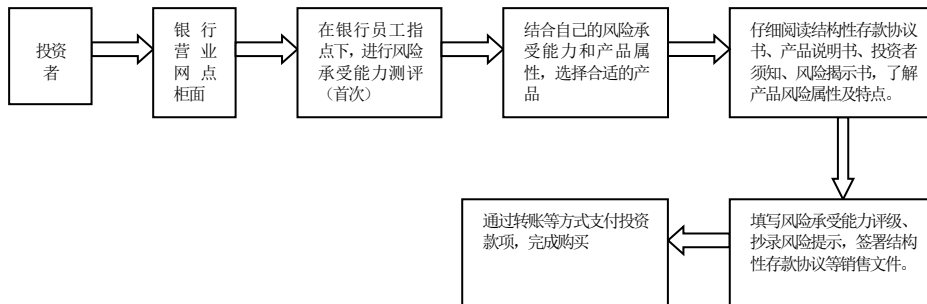 投资
者
银行
营业
网点
柜面
在银行员工指
点下，进行风险
承受能力测评
（首次）
结合自己的风险承
受能力和产品属
性，选择合适的产
品
仔细阅读结构性存款协议
书、产品说明书、投资者
须知、风险揭示书，了解
产品风险属性及特点。
填写风险承受能力评级、
抄录风险提示，签署结构
性存款协议等销售文件。
通过转账等方式支付投资
款项，完成购买